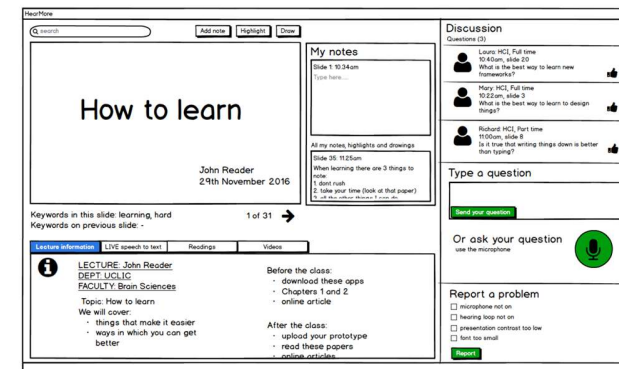 HearMore
search
Add note
Highlight
Draw
How to learn
John Reader
29th November 2016
Keywords in this slide: learning, hard
Keywords on previous slide: -
1 of 31
My notes
Slide 1: 10:34am
Type here....
All my notes, highlights and drawings
Slide 35: 11:25am
When learning there are 3 things to
note:
1. dont rush
2. take your time (look at that paper)
3. all the other things I can do
Lecture information
LIVE speech to text
Readings
Videos
LECTURE: John Reader
DEPT: UCLIC
FACULTY: Brain Sciences
Topic: How to learn
We will cover:
· things that make it easier
· ways in which you can get
better
Before the class:
· download these apps
· Chapters 1 and 2
· online article
After the class:
· upload your prototype
· read these papers
· online articles
Discussion
Questions (3)
Laura: HCI, Full time
10:40am, slide 20
What is the best way to learn new
frameworks?
Mary: HCI, Full time
10:22am, slide 3
What is the best way to learn to design
things?
Richard: HCI, Part time
11:00am, slide 8
Is it true that writing things down is better
than typing?
Type a question
Send your question
Or ask your question
use the microphone
Report a problem
microphone not on
hearing loop not on
presentation contrast too low
font too small
Report